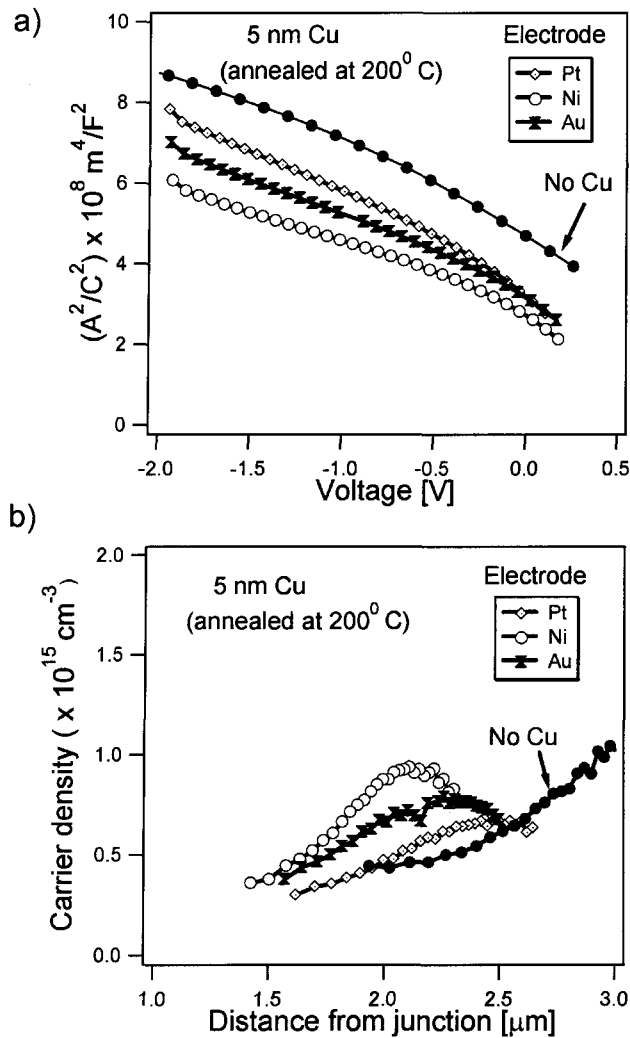 a)
5 nm Cu
(annealed at 200⁰ C)
Electrode
Pt
Ni
Au
No Cu
(A²/C²) x 10⁸ m⁴/F²
10
8
6
4
2
0
-2.0 -1.5 -1.0 -0.5 0.0 0.5
Voltage [V]
b)
5 nm Cu
(annealed at 200⁰ C)
Electrode
Pt
Ni
Au
No Cu
Carrier density ( x 10¹⁵ cm⁻³
2.0
1.5
1.0
0.5
0.0
1.0 1.5 2.0 2.5 3.0
Distance from junction [µm]